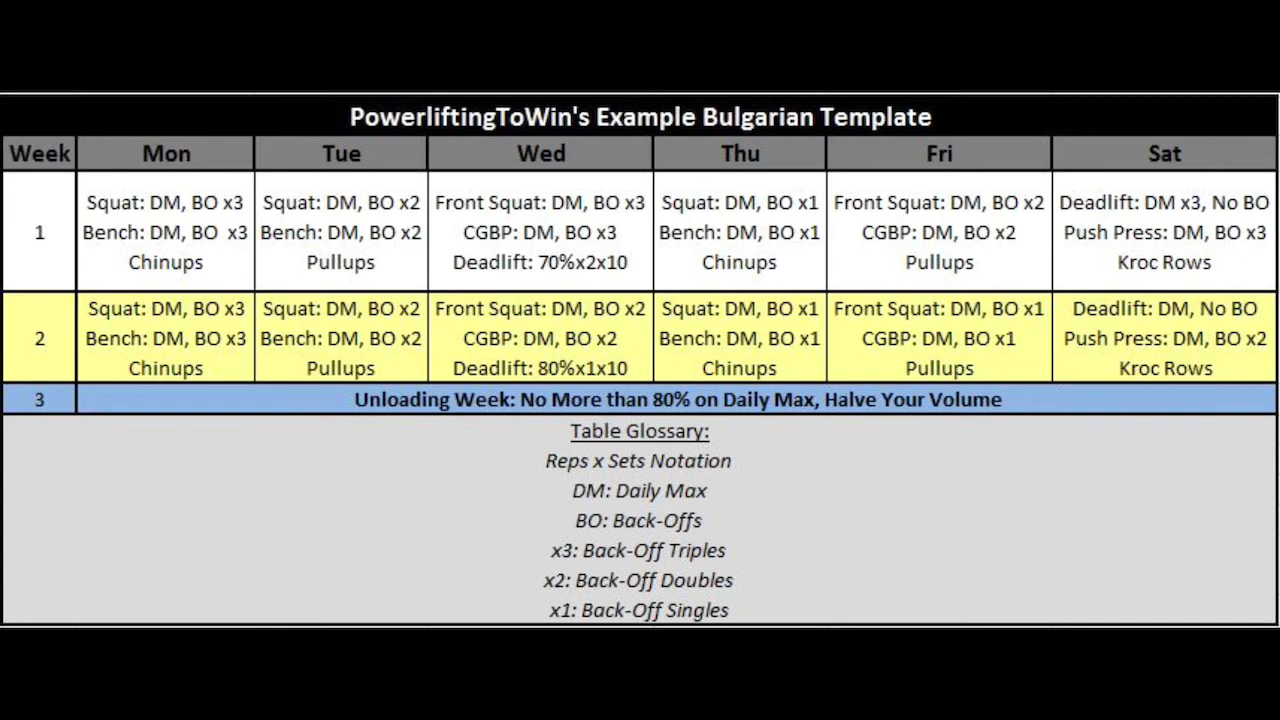 PowerliftingToWin's Example Bulgarian Template
Week Mon Tue Wed Thu Fri Sat
Squat: DM, BO x3 Squat: DM, BO x2 Front Squat: DM, BO x3 Squat: DM, BO x1 Front Squat: DM, BO x2 Deadlift: DM x3, No BO
1 Bench: DM, BO x3 Bench: DM, BO x2 CGBP: DM, BO x3 Bench: DM, BO x1 CGBP: DM, BO x2 Push Press: DM, BO x3
Chinups Pullups Deadlift: 70%x2x10 Chinups Pullups Kroc Rows
Squat: DM, BO x3 Squat: DM, BO x2 Front Squat: DM, BO x2 Squat: DM, BO x1 Front Squat: DM, BO x1 Deadlift: DM, No BO
2 Bench: DM, BO x3 Bench: DM, BO x2 CGBP: DM, BO x2 Bench: DM, BO x1 CGBP: DM, BO x1 Push Press: DM, BO x2
Chinups Pullups Deadlift: 80%x1x10 Chinups Pullups Kroc Rows
3 Unloading Week: No More than 80% on Daily Max, Halve Your Volume
Table Glossary:
Reps x Sets Notation
DM: Daily Max
BO: Back-Offs
x3: Back-Off Triples
x2: Back-Off Doubles
x1: Back-Off Singles